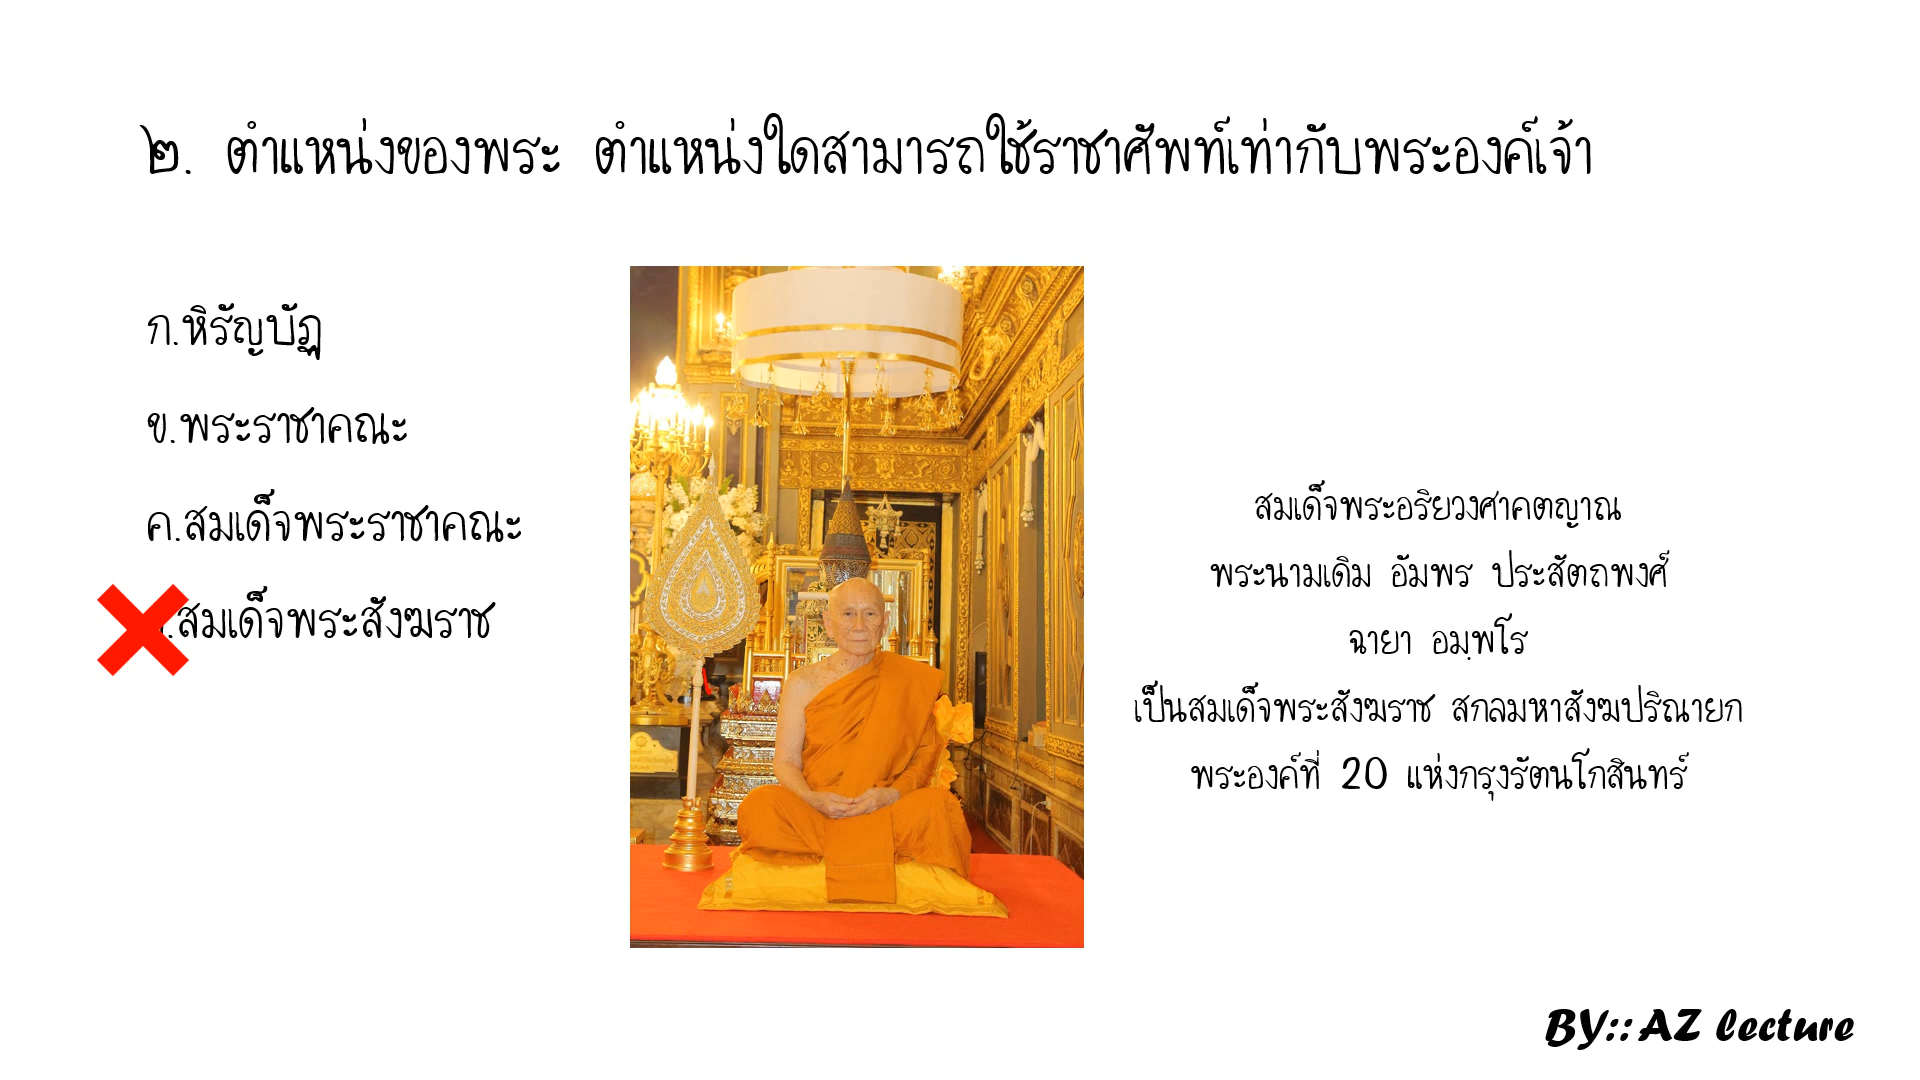 ๒. ตำแหน่งของพระ ตำแหน่งใดสามารถใช้ราชาศัพท์เท่ากับพระองค์เจ้า
ก.หิรัญบัฏ
ข.พระราชาคณะ
ค.สมเด็จพระราชาคณะ
.สมเด็จพระสังฆราช
สมเด็จพระอริยวงศาคตญาณ
พระนามเดิม อัมพร ประสัตถพงศ์
ฉายา อมฺพโร
เป็นสมเด็จพระสังฆราช สกลมหาสังฆปริณายก
พระองค์ที่ 20 แห่งกรุงรัตนโกสินทร์
BY:: AZ lecture